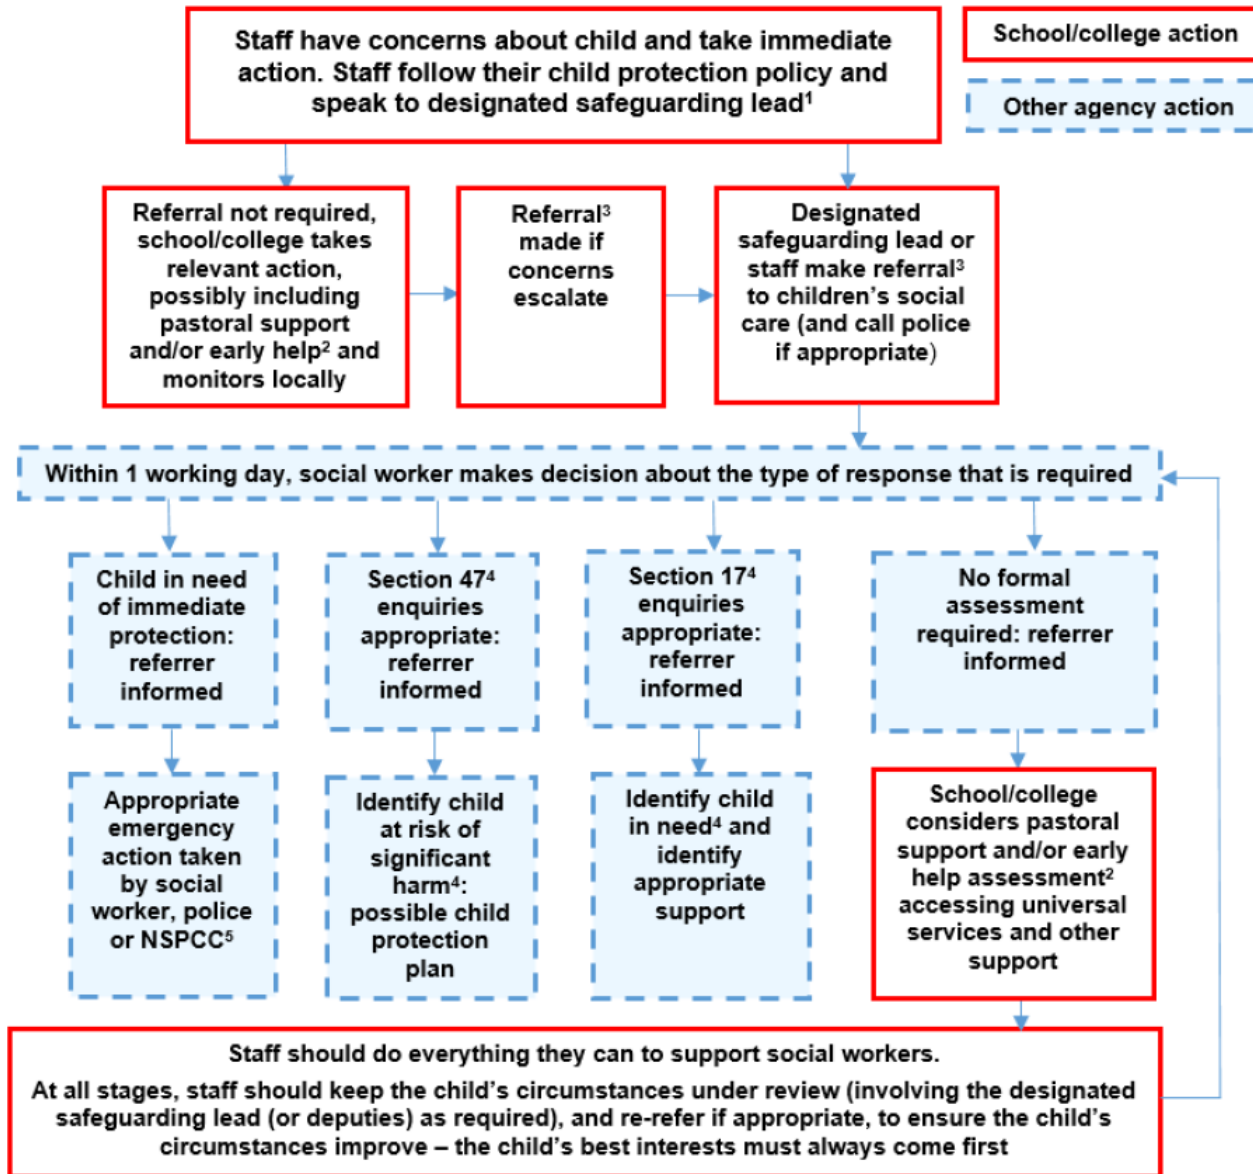 Staff have concerns about child and take immediate
action. Staff follow their child protection policy and
speak to designated safeguarding lead¹
School/college action
Other agency action
Referral not required,
school/college takes
relevant action,
possibly including
pastoral support
and/or early help² and
monitors locally
Referral³
made if
concerns
escalate
Designated
safeguarding lead or
staff make referral³
to children’s social
care (and call police
if appropriate)
Within 1 working day, social worker makes decision about the type of response that is required
Child in need
of immediate
protection:
referrer
informed
Section 47⁴
enquiries
appropriate:
referrer
informed
Section 17⁴
enquiries
appropriate:
referrer
informed
No formal
assessment
required: referrer
informed
Appropriate
emergency
action taken
by social
worker, police
or NSPCC⁵
Identify child
at risk of
significant
harm⁴:
possible child
protection
plan
Identify child
in need⁴ and
identify
appropriate
support
School/college
considers pastoral
support and/or early
help assessment²
accessing universal
services and other
support
Staff should do everything they can to support social workers.
At all stages, staff should keep the child’s circumstances under review (involving the designated
safeguarding lead (or deputies) as required), and re-refer if appropriate, to ensure the child’s
circumstances improve – the child’s best interests must always come first